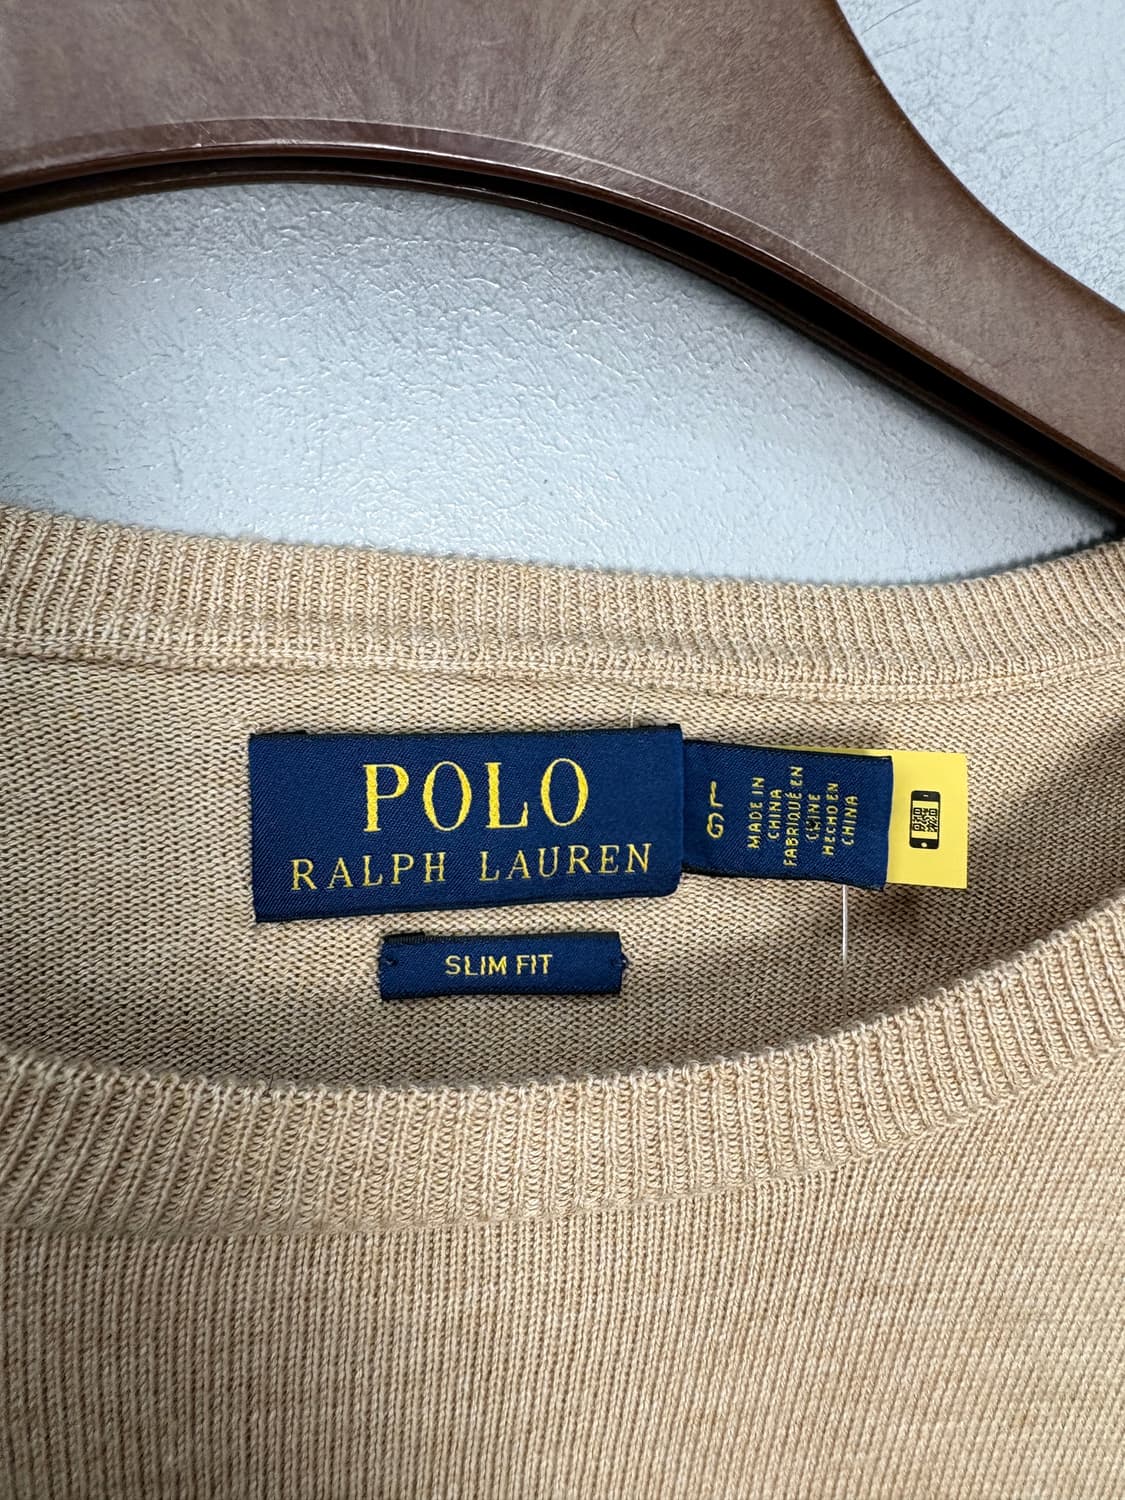 POLO
RALPH LAUREN
L
G
MADE IN
CHINA
FABRIQUÉ EN
CHINE
HECHO EN
CHINA
SLIM FIT